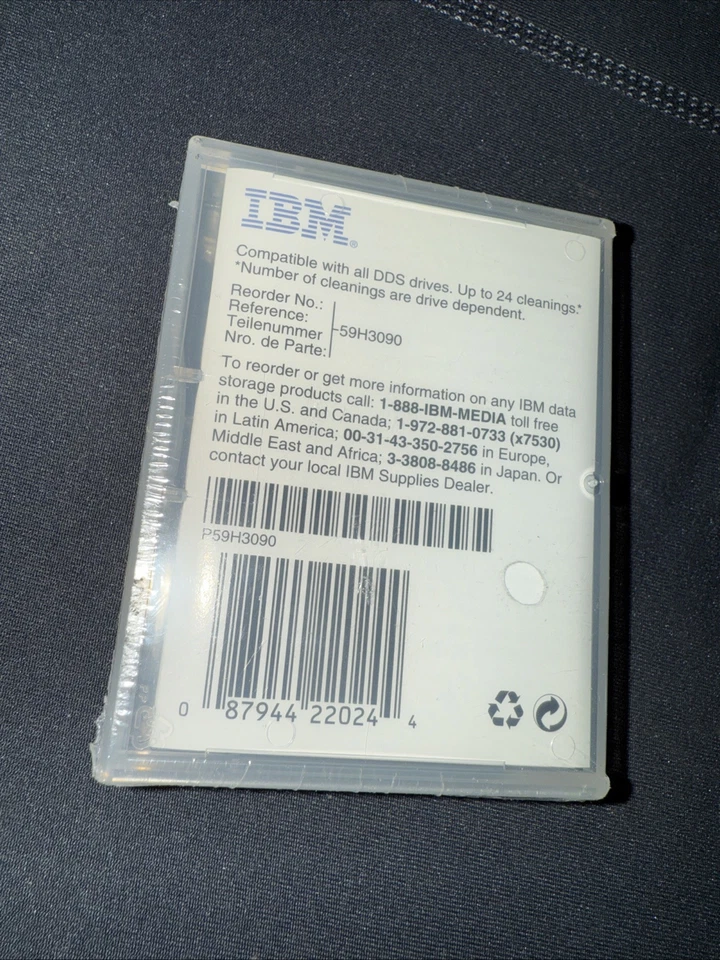 IBM®
Compatible with all DDS drives. Up to 24 cleanings.*
*Number of cleanings are drive dependent.
Reorder No.:
Reference:
Teilenummer
Nro. de Parte:
59H3090
To reorder or get more information on any IBM data
storage products call: 1-888-IBM-MEDIA toll free
in the U.S. and Canada; 1-972-881-0733 (x7530)
in Latin America; 00-31-43-350-2756 in Europe,
Middle East and Africa; 3-3808-8486 in Japan. Or
contact your local IBM Supplies Dealer.
P59H3090
0 87944 22024 4